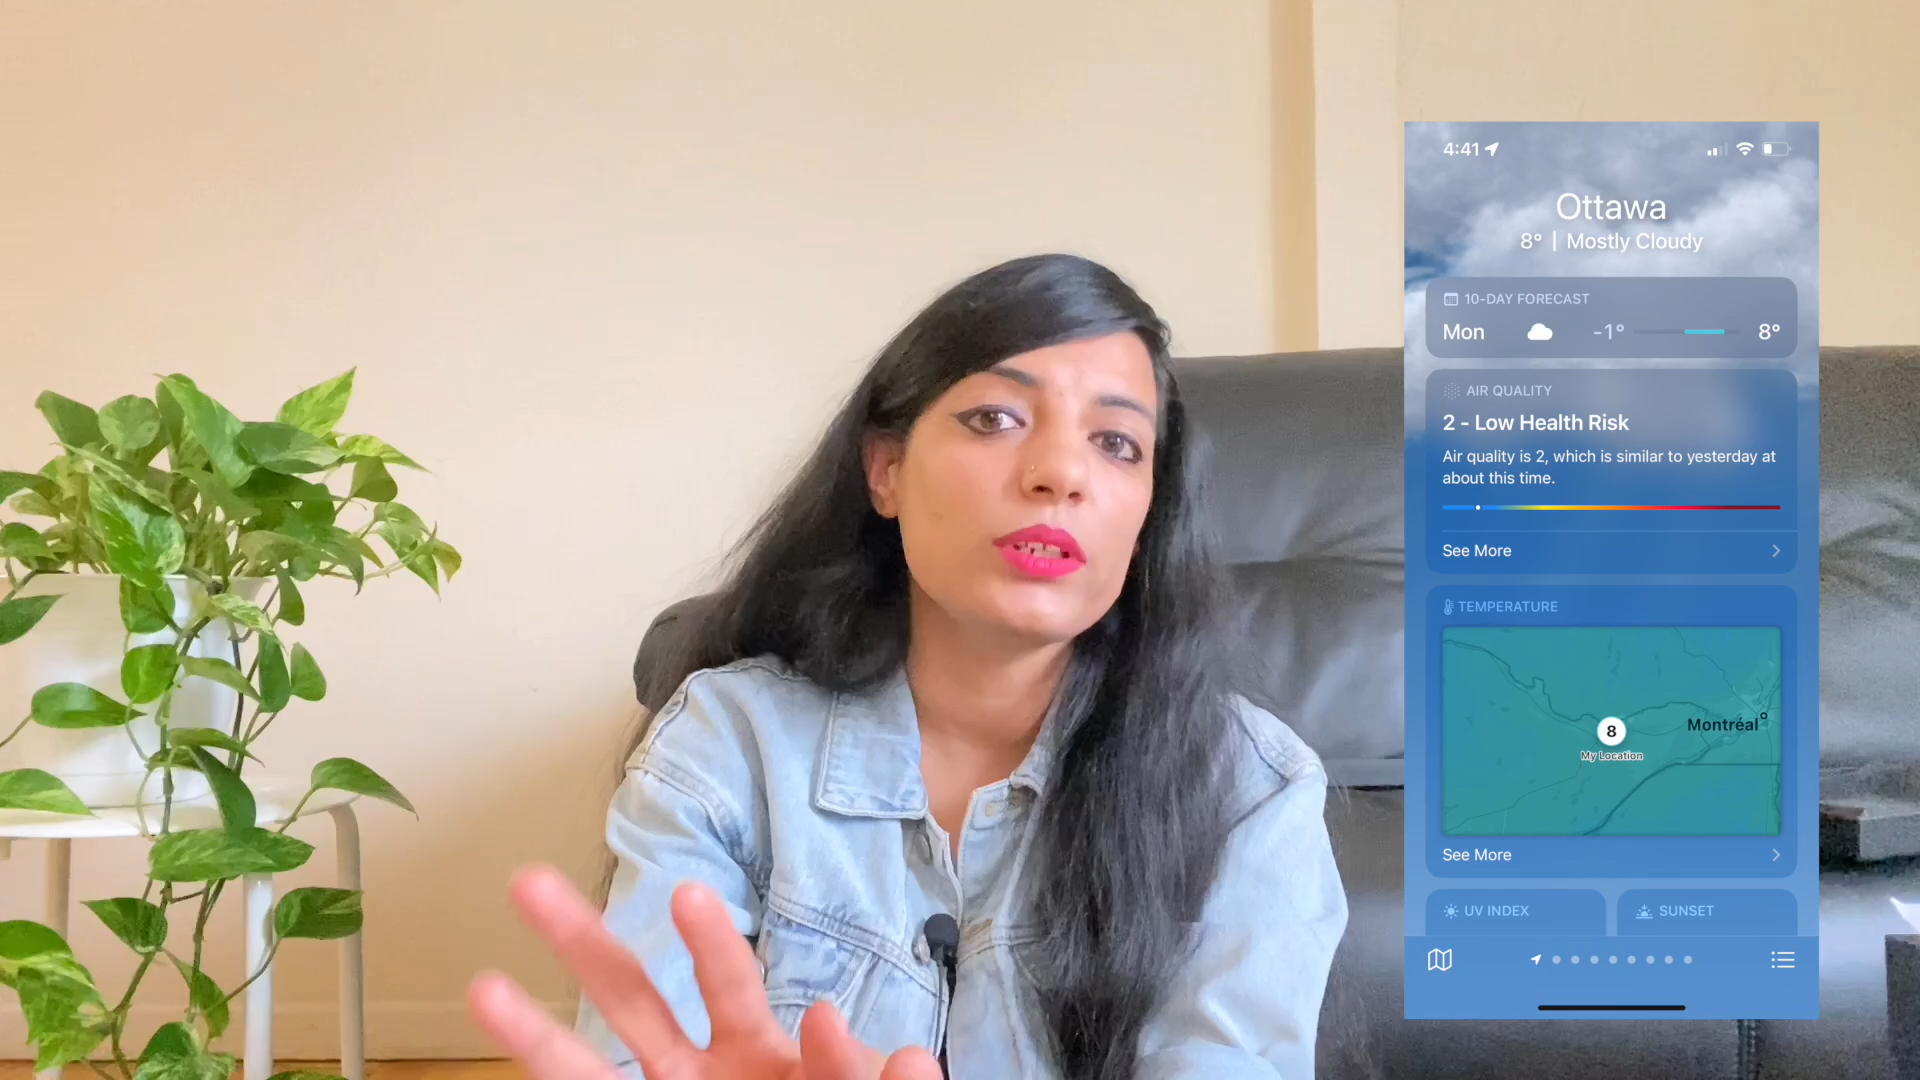 4:41
Ottawa
8° | Mostly Cloudy
10-DAY FORECAST
Mon -1° 8°
AIR QUALITY
2 - Low Health Risk
Air quality is 2, which is similar to yesterday at
about this time.
See More
TEMPERATURE
Montréal
8
My Location
See More
UV INDEX
SUNSET